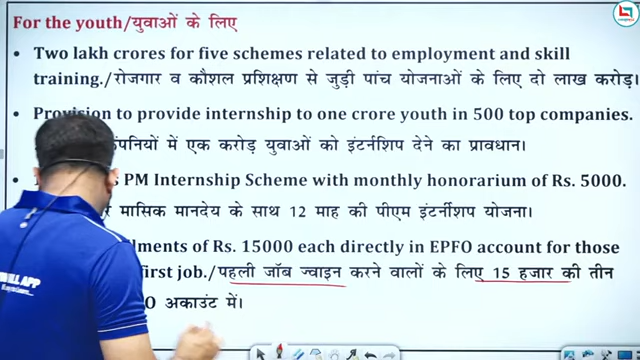 For the youth/युवाओं के लिए
• Two lakh crores for five schemes related to employment and skill
training./रोजगार व कौशल प्रशिक्षण से जुड़ी पांच योजनाओं के लिए दो लाख करोड़।
• Provision to provide internship to one crore youth in 500 top companies.
में एक करोड़ युवाओं को इंटर्नशिप देने का प्रावधान।
PM Internship Scheme with monthly honorarium of Rs. 5000.
मासिक मानदेय के साथ 12 माह की पीएम इंटर्नशिप योजना।
of Rs. 15000 each directly in EPFO account for those
first job./पहली जॉब ज्वाइन करने वालों के लिए 15 हजार की तीन
अकाउंट में।
APP